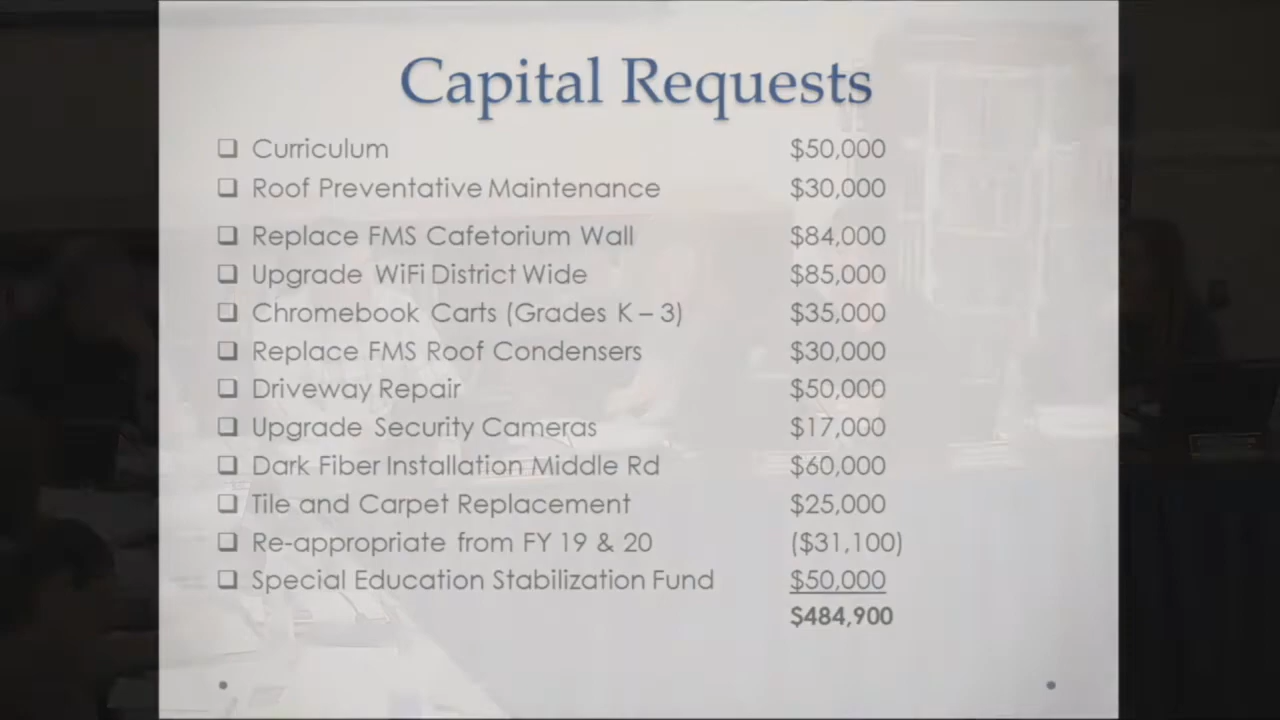 Capital Requests
❑ Curriculum $50,000
❑ Roof Preventative Maintenance $30,000
❑ Replace FMS Cafetorium Wall $84,000
❑ Upgrade WiFi District Wide $85,000
❑ Chromebook Carts (Grades K – 3) $35,000
❑ Replace FMS Roof Condensers $30,000
❑ Driveway Repair $50,000
❑ Upgrade Security Cameras $17,000
❑ Dark Fiber Installation Middle Rd $60,000
❑ Tile and Carpet Replacement $25,000
❑ Re-appropriate from FY 19 & 20 ($31,100)
❑ Special Education Stabilization Fund $50,000
$484,900